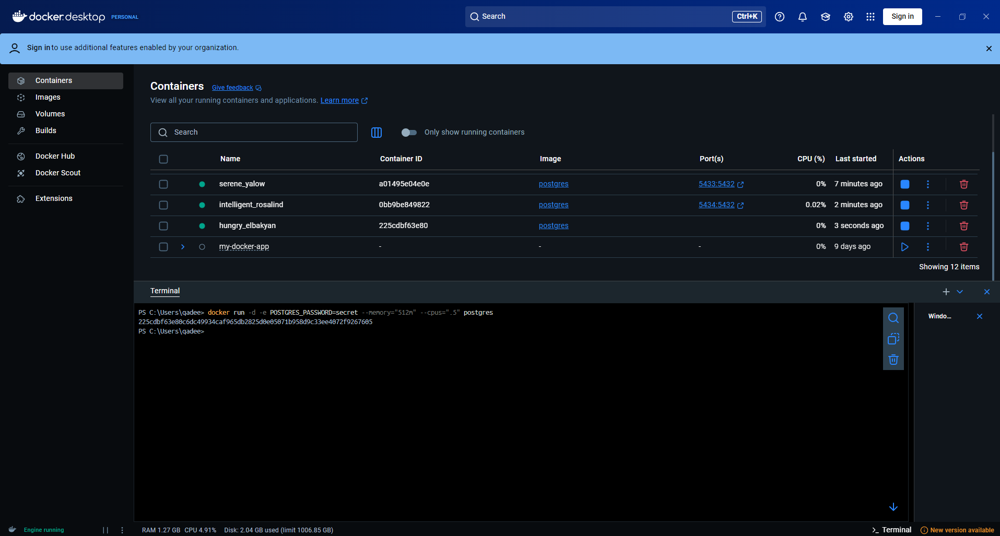 docker.desktop PERSONAL
Search Ctrl+K
Sign in
Sign in to use additional features enabled by your organization.
Containers
Images
Volumes
Builds
Docker Hub
Docker Scout
Extensions
Containers Give feedback
View all your running containers and applications. Learn more
Search
Only show running containers
Name Container ID Image Port(s) CPU (%) Last started Actions
serene_yalow a01495e04e0e postgres 5433:5432 0% 7 minutes ago
intelligent_rosalind 0bb9be849822 postgres 5434:5432 0.02% 2 minutes ago
hungry_elbakyan 225cdbf63e80 postgres 0% 3 seconds ago
my-docker-app - - - 0% 9 days ago
Showing 12 items
Terminal
PS C:\Users\qadee> docker run -d -e POSTGRES_PASSWORD=secret --memory="512m" --cpus=".5" postgres
225cdbf63e80c6dc49934caf965db2825d0e05071b958d9c33ee4072f9267605
PS C:\Users\qadee>
Windo...
Engine running
RAM 1.27 GB CPU 4.91% Disk: 2.04 GB used (limit 1006.85 GB)
>_ Terminal
New version available